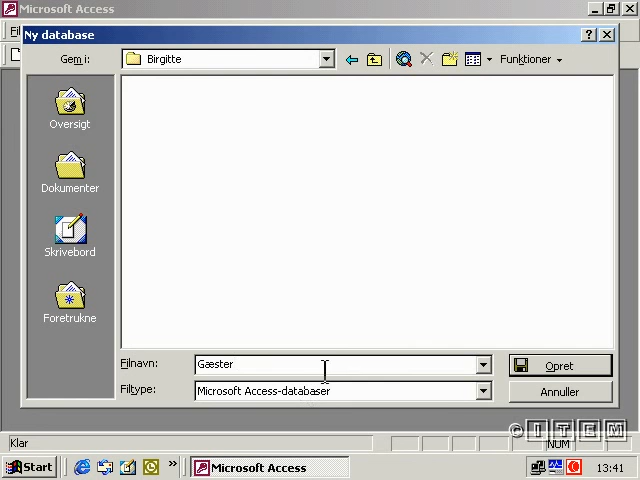 Microsoft Access
Fil
Ny database
Gem i:
Birgitte
Funktioner
Oversigt
Dokumenter
Skrivebord
Foretrukne
Filnavn:
Gæster
Opret
Filtype:
Microsoft Access-databaser
Annuller
© ITEM
Klar
NUM
Start
»
Microsoft Access
13:41